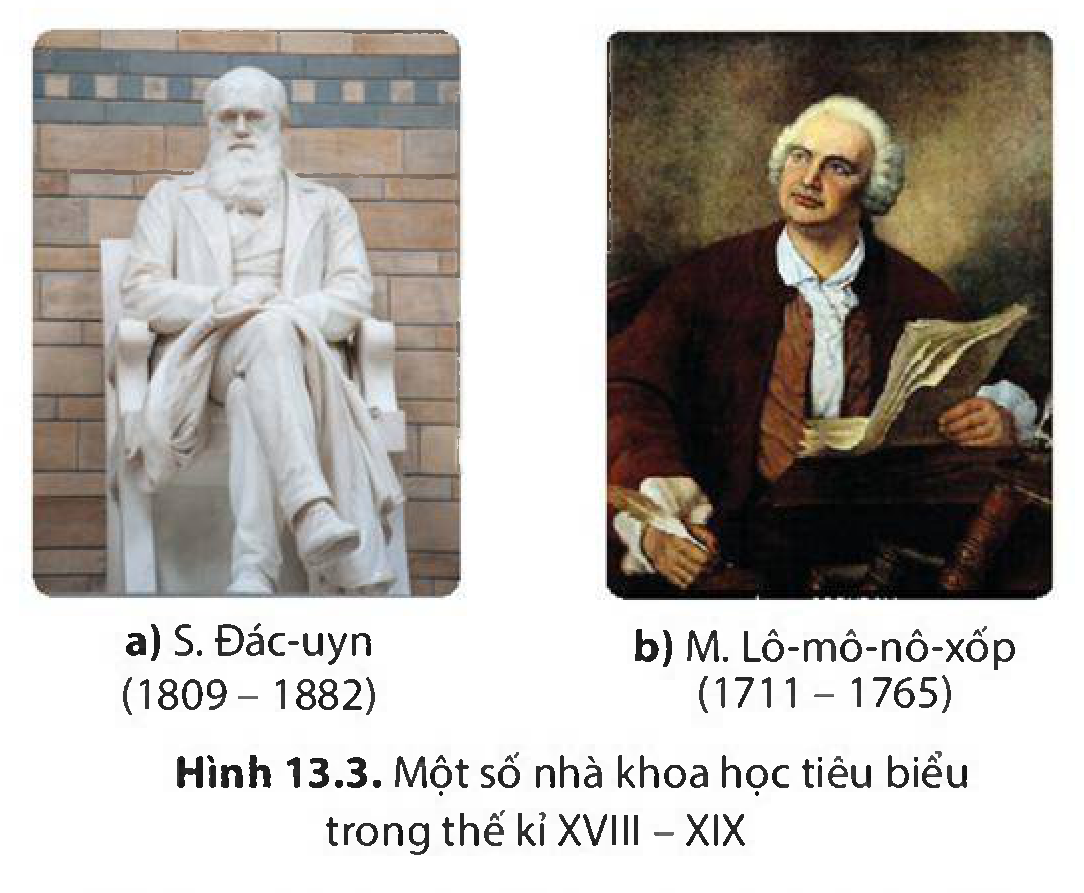 a) S. Đác-uyn
(1809 – 1882)
b) M. Lô-mô-nô-xốp
(1711 – 1765)
Hình 13.3. Một số nhà khoa học tiêu biểu
trong thế kỉ XVIII – XIX